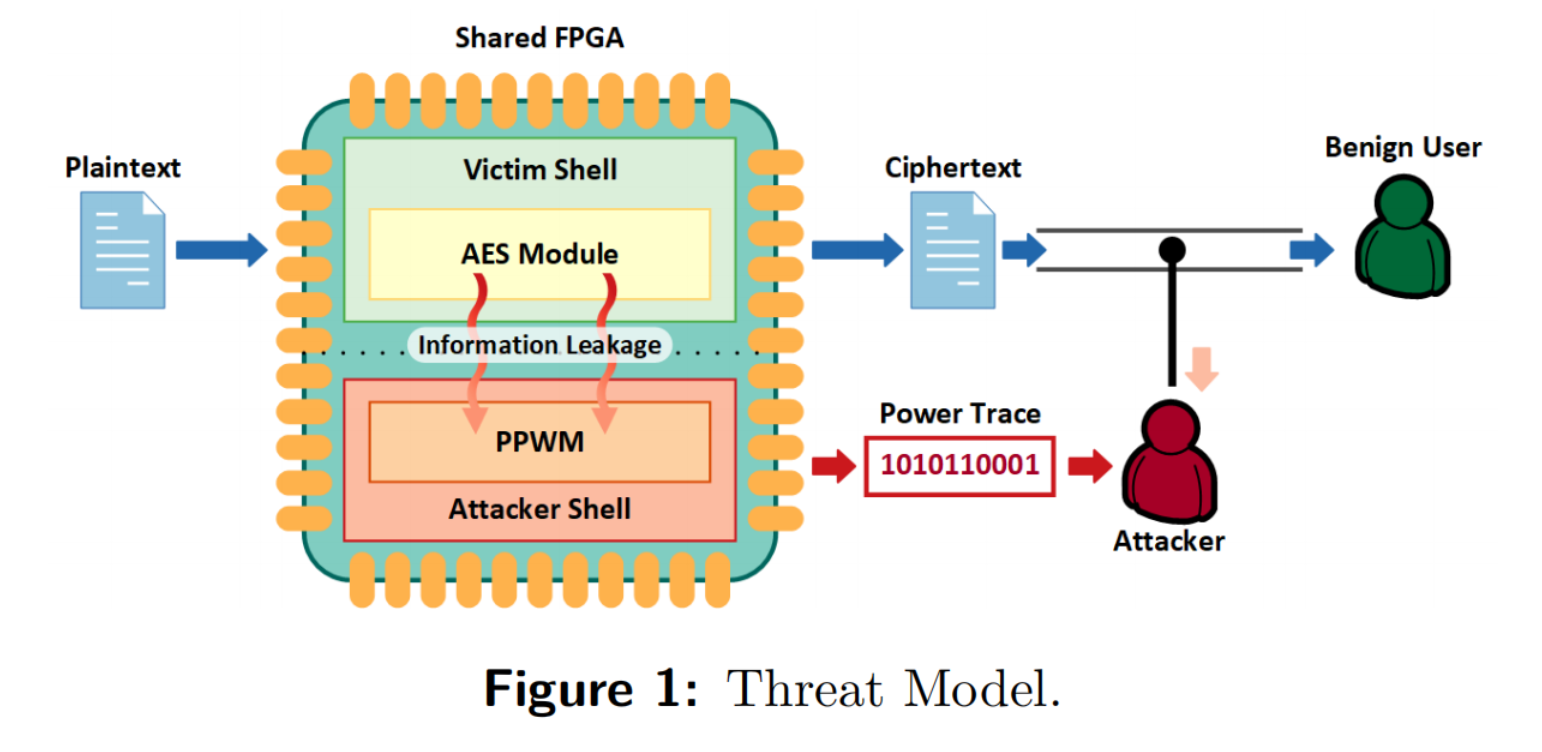 Shared FPGA
Plaintext
Victim Shell
AES Module
Information Leakage
PPWM
Attacker Shell
Ciphertext
Benign User
Power Trace
1010110001
Attacker
Figure 1: Threat Model.